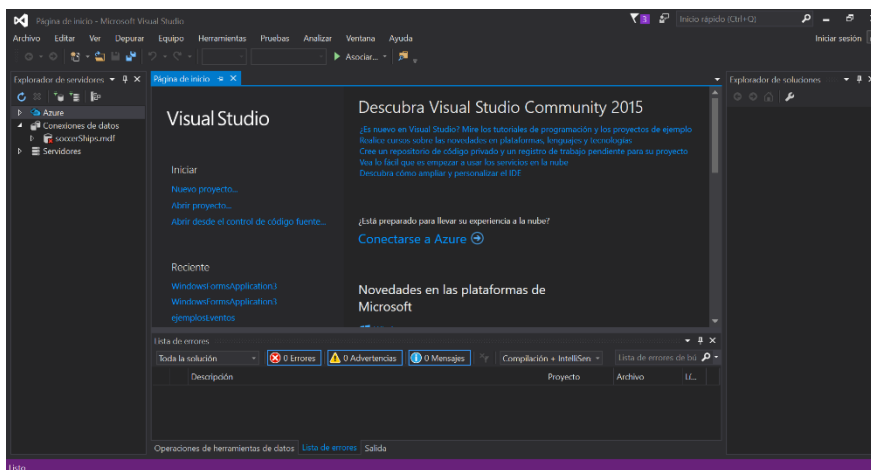 Página de inicio - Microsoft Visual Studio
3
Inicio rápido (Ctrl+Q)
Archivo Editar Ver Depurar Equipo Herramientas Pruebas Analizar Ventana Ayuda
Iniciar sesión
Asociar...
Explorador de servidores
Página de inicio
Explorador de soluciones
Azure
Conexiones de datos
soccerShips.mdf
Servidores
Visual Studio
Iniciar
Nuevo proyecto...
Abrir proyecto...
Abrir desde el control de código fuente...
Reciente
WindowsFormsApplication3
WindowsFormsApplication3
ejemplosEventos
Descubra Visual Studio Community 2015
¿Es nuevo en Visual Studio? Mire los tutoriales de programación y los proyectos de ejemplo
Realice cursos sobre las novedades en plataformas, lenguajes y tecnologías
Cree un repositorio de código privado y un registro de trabajo pendiente para su proyecto
Vea lo fácil que es empezar a usar los servicios en la nube
Descubra cómo ampliar y personalizar el IDE
¿Está preparado para llevar su experiencia a la nube?
Conectarse a Azure
Novedades en las plataformas de
Microsoft
Lista de errores
Toda la solución
0 Errores
0 Advertencias
0 Mensajes
Compilación + IntelliSen
Lista de errores de bú
Descripción
Proyecto
Archivo
Lí...
Operaciones de herramientas de datos
Lista de errores
Salida
Listo